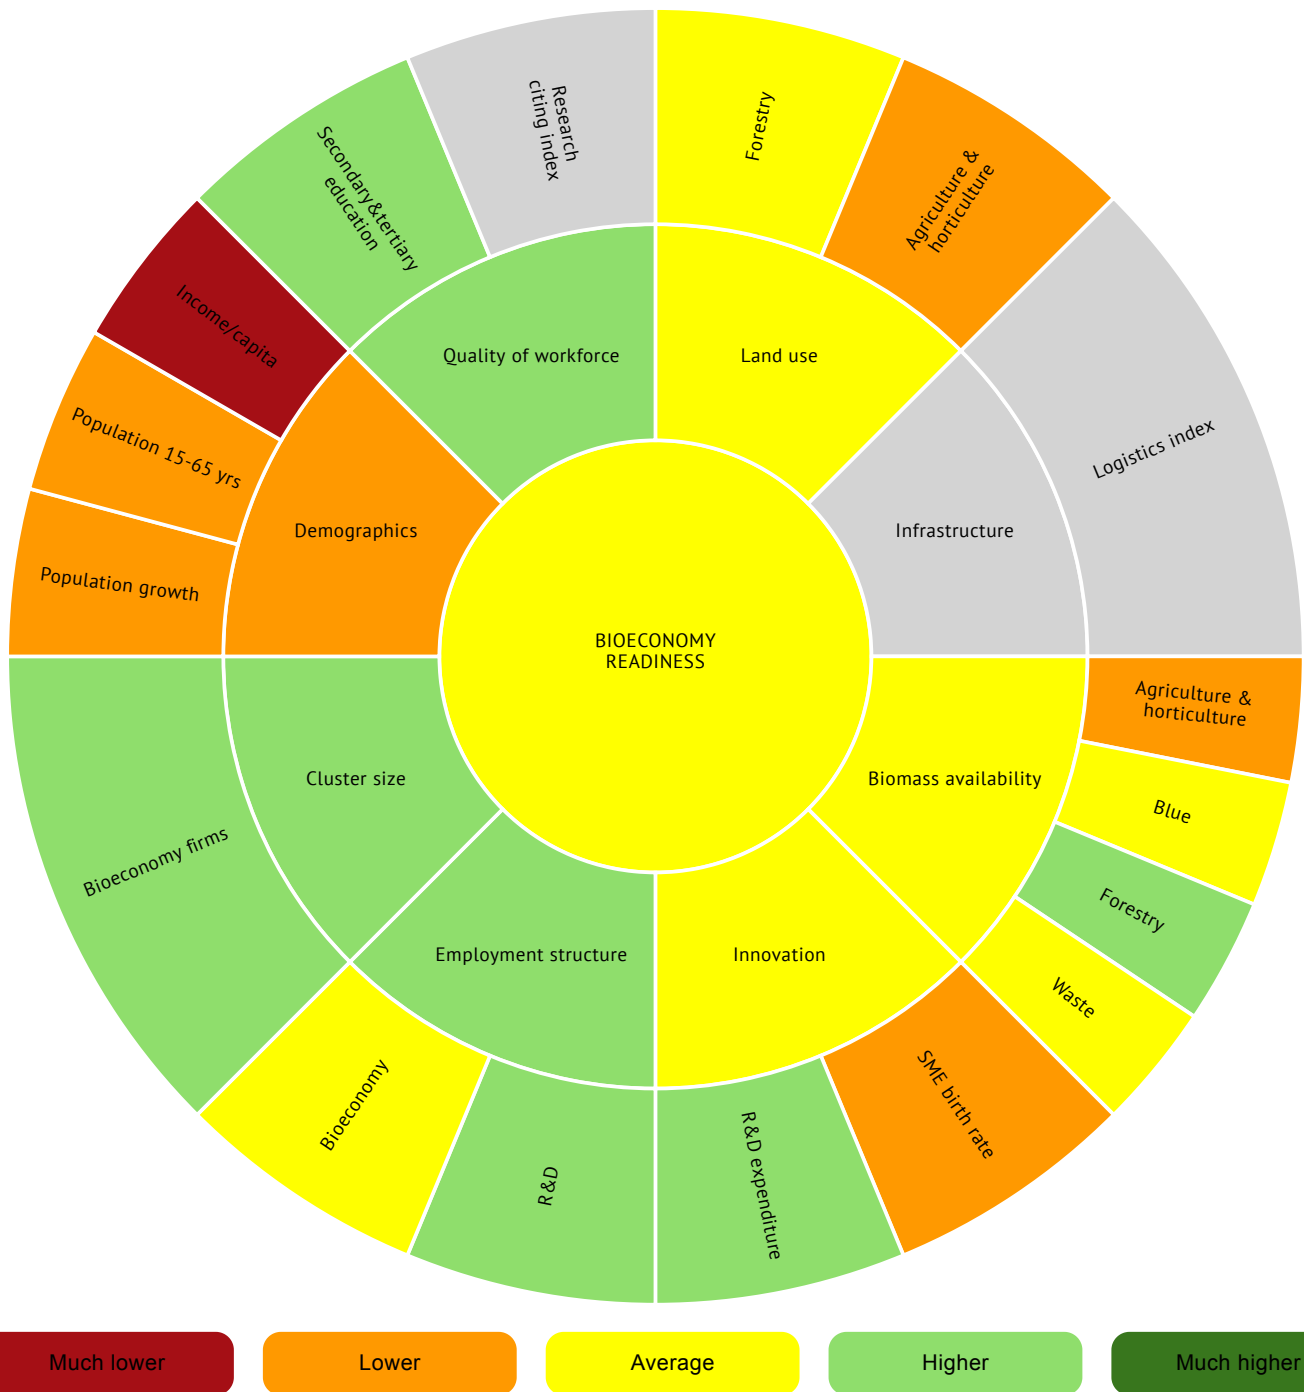 Research
citing index
Forestry
Agriculture &
horticulture
Secondary&tertiary
education
Income/capita
Quality of workforce
Land use
Logistics index
Population 15-65 yrs
Demographics
Infrastructure
Population growth
BIOECONOMY
READINESS
Agriculture &
horticulture
Cluster size
Biomass availability
Blue
Bioeconomy firms
Forestry
Employment structure
Innovation
Waste
Bioeconomy
SME birth rate
R&D
R&D expenditure
Much lower
Lower
Average
Higher
Much higher